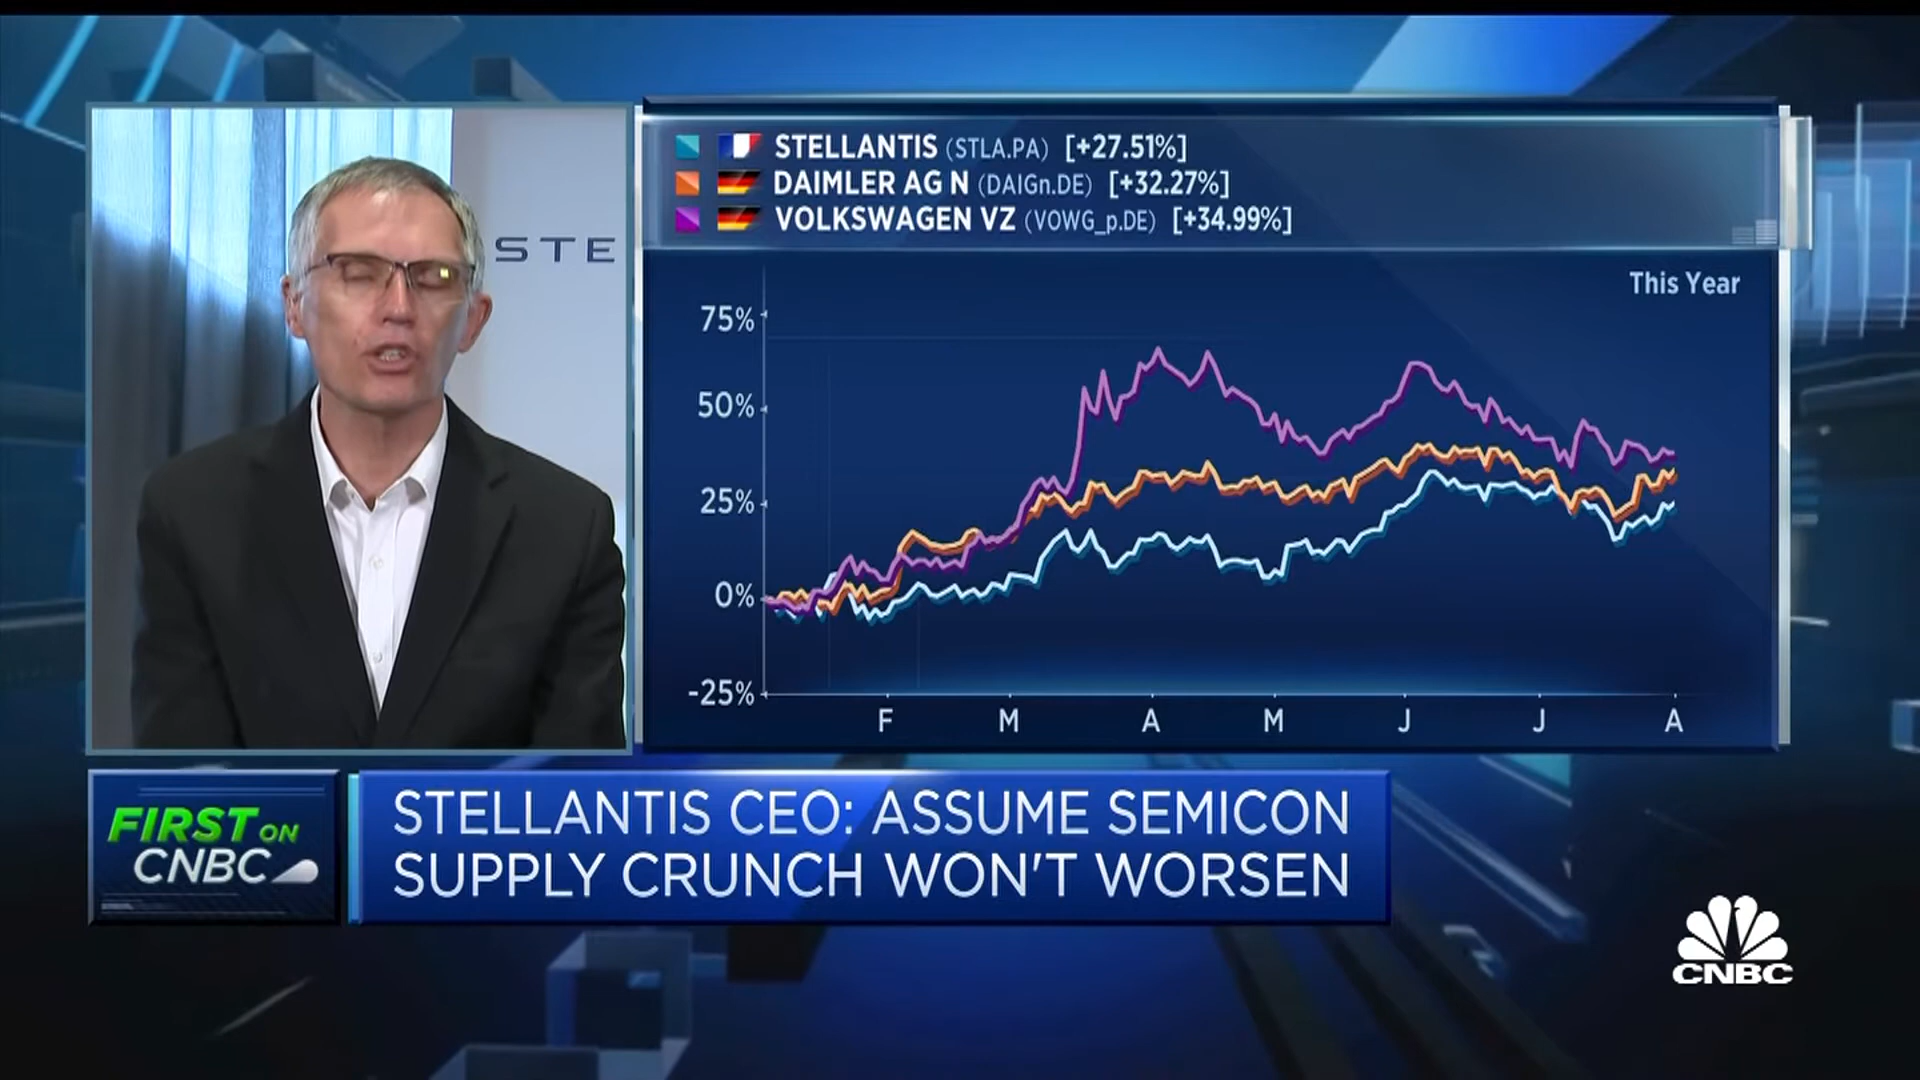 STE
STELLANTIS (STLA.PA) [+27.51%]
DAIMLER AG N (DAIGn.DE) [+32.27%]
VOLKSWAGEN VZ (VOWG_p.DE) [+34.99%]
This Year
75%
50%
25%
0%
-25%
F M A M J J A
FIRST ON
CNBC
STELLANTIS CEO: ASSUME SEMICON
SUPPLY CRUNCH WON'T WORSEN
CNBC